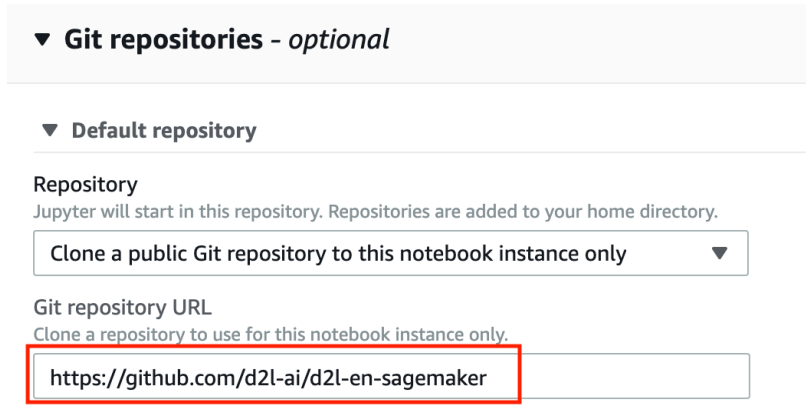 Git repositories - optional
Default repository
Repository
Jupyter will start in this repository. Repositories are added to your home directory.
Clone a public Git repository to this notebook instance only
Git repository URL
Clone a repository to use for this notebook instance only.
https://github.com/d2l-ai/d2l-en-sagemaker